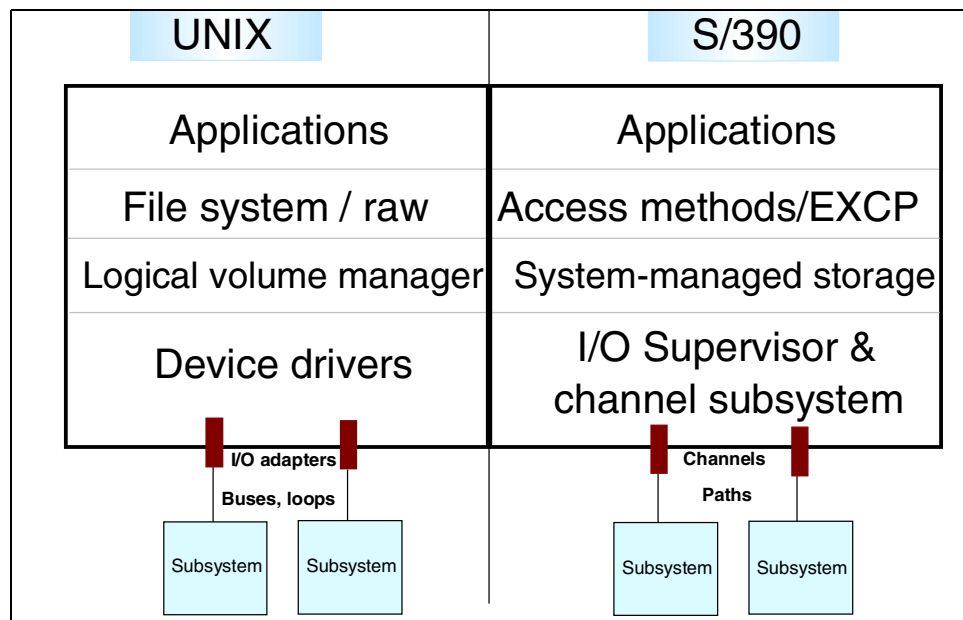 UNIX
S/390
Applications
Applications
File system / raw
Access methods/EXCP
Logical volume manager
System-managed storage
Device drivers
I/O Supervisor &
channel subsystem
I/O adapters
Channels
Buses, loops
Paths
Subsystem
Subsystem
Subsystem
Subsystem